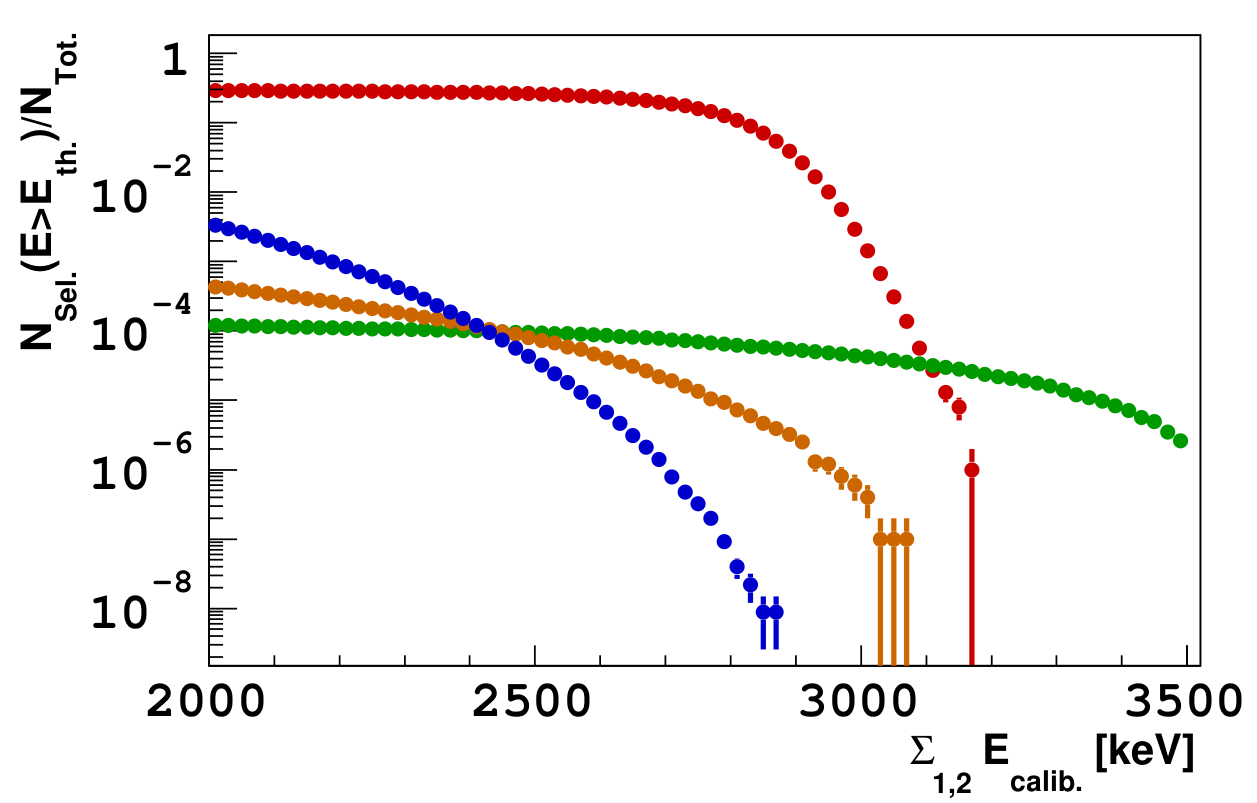 N_Sel.(E>E_th.)/N_Tot.
1
10^-2
10^-4
10^-6
10^-8
2000 2500 3000 3500
Σ_1,2 E_calib. [keV]